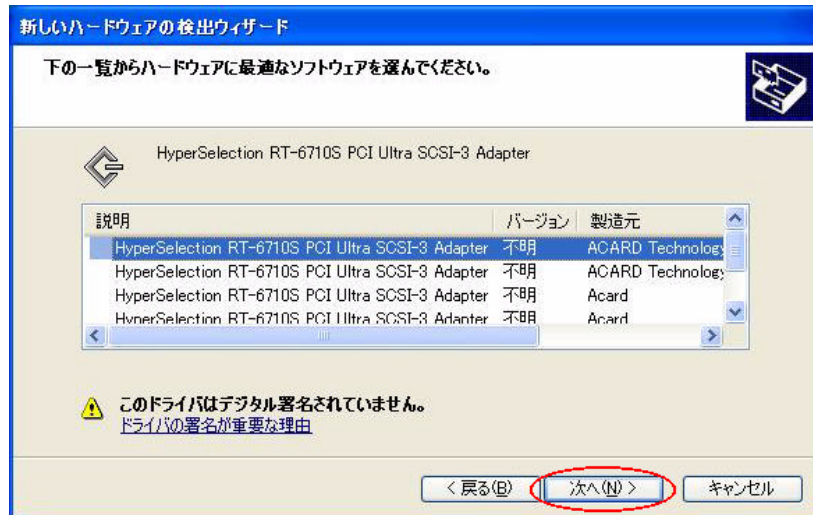 新しいハードウェアの検出ウィザード
下の一覧からハードウェアに最適なソフトウェアを選んでください。
HyperSelection RT-6710S PCI Ultra SCSI-3 Adapter
説明 バージョン 製造元
HyperSelection RT-6710S PCI Ultra SCSI-3 Adapter 不明 ACARD Technology
HyperSelection RT-6710S PCI Ultra SCSI-3 Adapter 不明 ACARD Technology
HyperSelection RT-6710S PCI Ultra SCSI-3 Adapter 不明 Acard
HyperSelection RT-6710S PCI Ultra SCSI-3 Adapter 不明 Acard
このドライバはデジタル署名されていません。
ドライバの署名が重要な理由
< 戻る(B) 次へ(N) > キャンセル